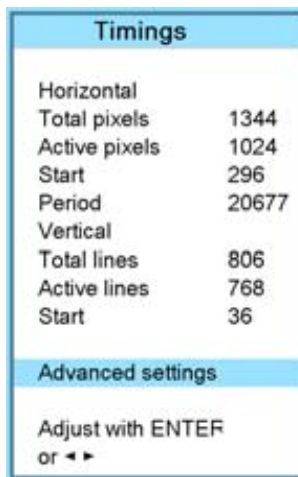 Timings
Horizontal
Total pixels 1344
Active pixels 1024
Start 296
Period 20677
Vertical
Total lines 806
Active lines 768
Start 36
Advanced settings
Adjust with ENTER
or ◄ ►